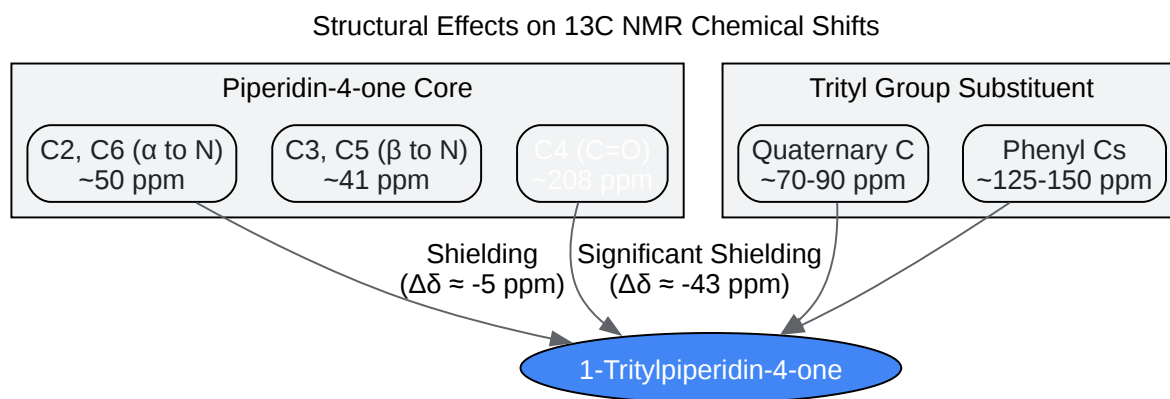 Structural Effects on 13C NMR Chemical Shifts
Piperidin-4-one Core
Trityl Group Substituent
C2, C6 (α to N)
~50 ppm
C3, C5 (β to N)
~41 ppm
C4 (C=O)
~208 ppm
Quaternary C
~70-90 ppm
Phenyl Cs
~125-150 ppm
Shielding
(Δδ ≈ -5 ppm)
Significant Shielding
(Δδ ≈ -43 ppm)
1-Tritylpiperidin-4-one